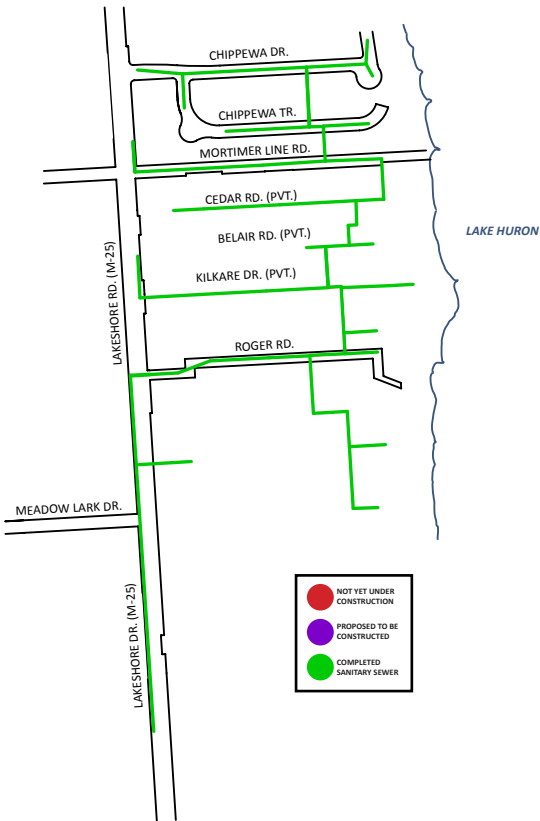 CHIPPEWA DR.
CHIPPEWA TR.
MORTIMER LINE RD.
CEDAR RD. (PVT.)
BELAIR RD. (PVT.)
LAKE HURON
KILKARE DR. (PVT.)
LAKESHORE RD. (M-25)
ROGER RD.
MEADOW LARK DR.
LAKESHORE DR. (M-25)
NOT YET UNDER
CONSTRUCTION
PROPOSED TO BE
CONSTRUCTED
COMPLETED
SANITARY SEWER